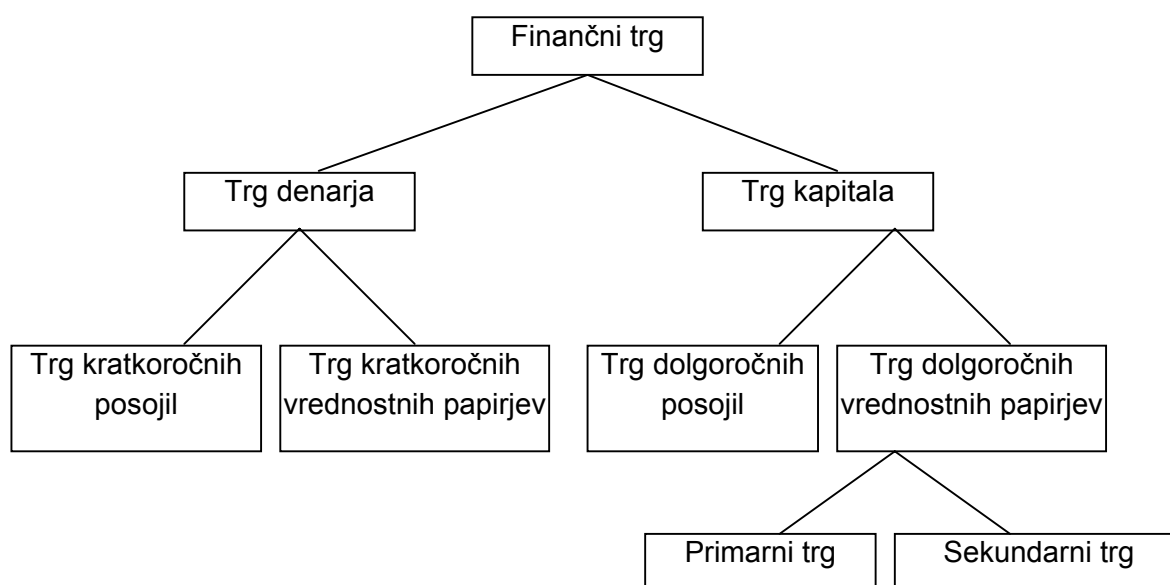 Finančni trg
Trg denarja
Trg kapitala
Trg kratkoročnih
posojil
Trg kratkoročnih
vrednostnih papirjev
Trg dolgoročnih
posojil
Trg dolgoročnih
vrednostnih papirjev
Primarni trg
Sekundarni trg